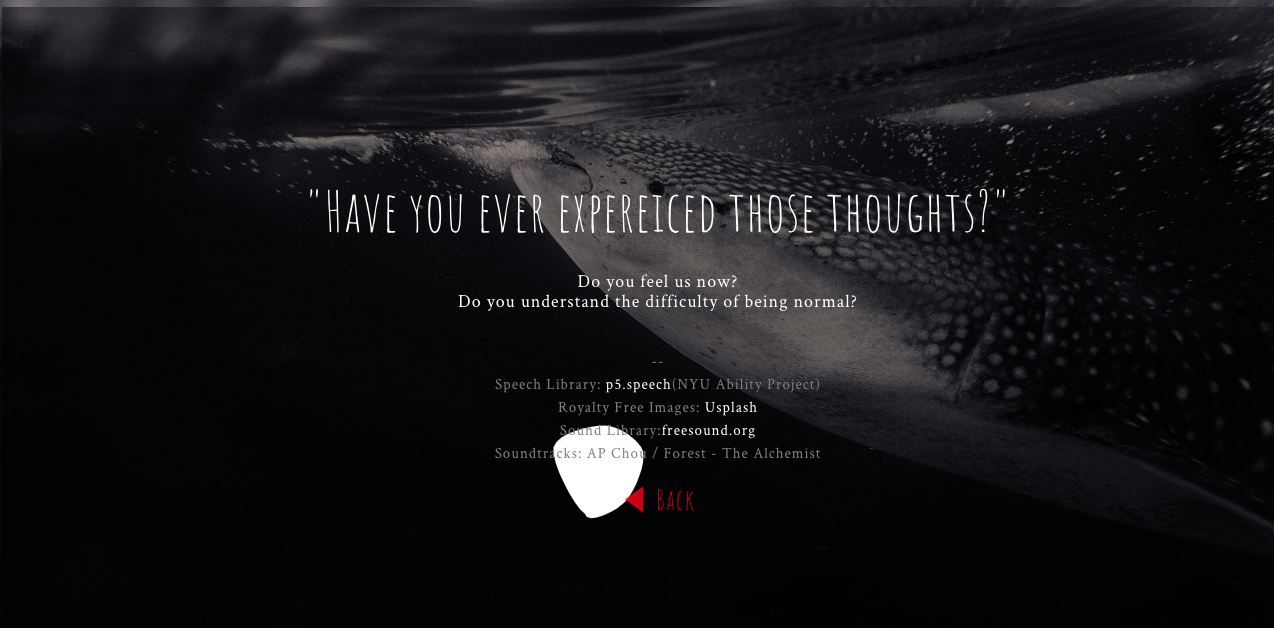 "Have you ever expereiced those thoughts?"
Do you feel us now?
Do you understand the difficulty of being normal?
--
Speech Library: p5.speech(NYU Ability Project)
Royalty Free Images: Usplash
Sound Library:freesound.org
Soundtracks: AP Chou / Forest - The Alchemist
Back